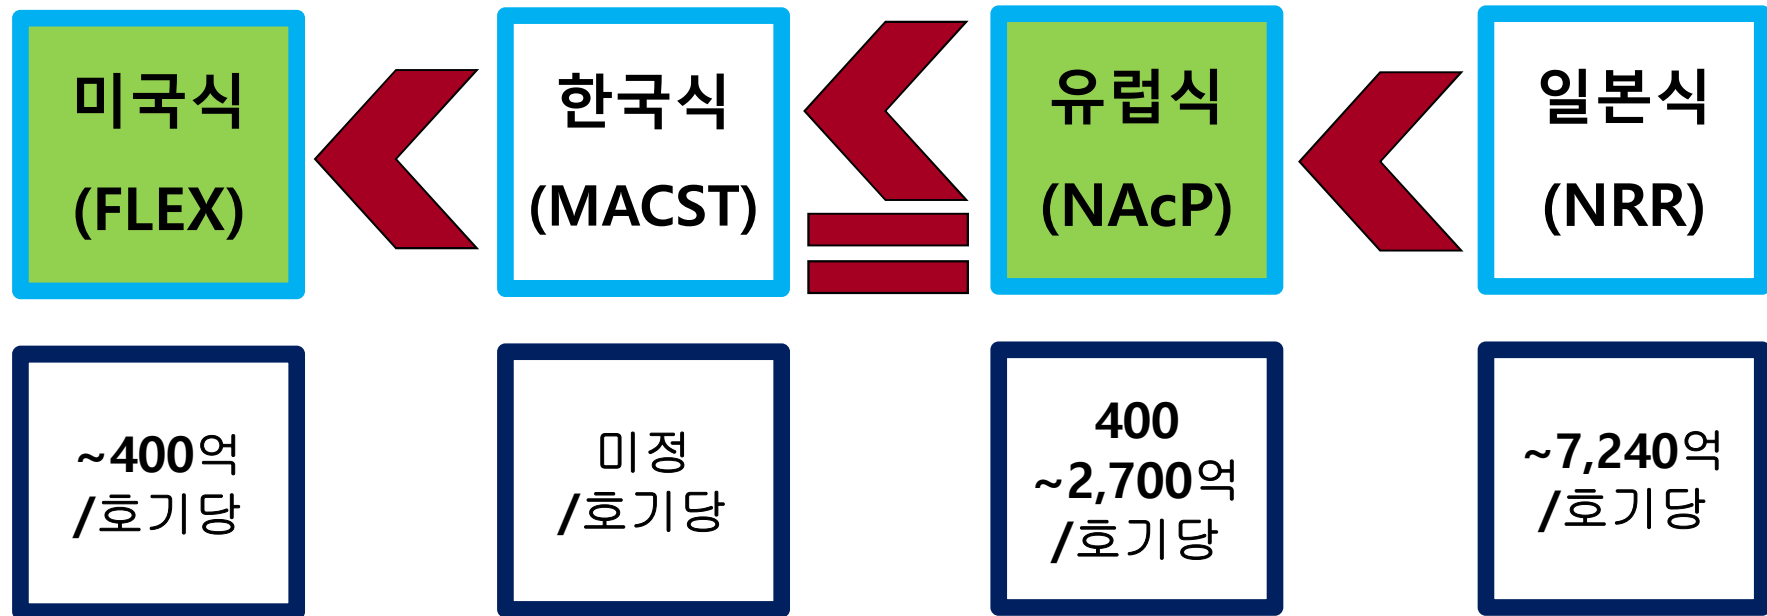 미국식
(FLEX)
한국식
(MACST)
유럽식
(NAcP)
일본식
(NRR)
~400억
/호기당
미정
/호기당
400
~2,700억
/호기당
~7,240억
/호기당